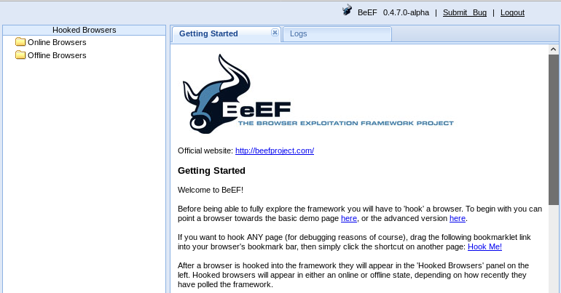 BeEF 0.4.7.0-alpha | Submit Bug | Logout
Hooked Browsers
Online Browsers
Offline Browsers
Getting Started
Logs
BeEF
THE BROWSER EXPLOITATION FRAMEWORK PROJECT
Official website: http://beefproject.com/
Getting Started
Welcome to BeEF!
Before being able to fully explore the framework you will have to 'hook' a browser. To begin with you can
point a browser towards the basic demo page here, or the advanced version here.
If you want to hook ANY page (for debugging reasons of course), drag the following bookmarklet link
into your browser's bookmark bar, then simply click the shortcut on another page: Hook Me!
After a browser is hooked into the framework they will appear in the 'Hooked Browsers' panel on the
left. Hooked browsers will appear in either an online or offline state, depending on how recently they
have polled the framework.